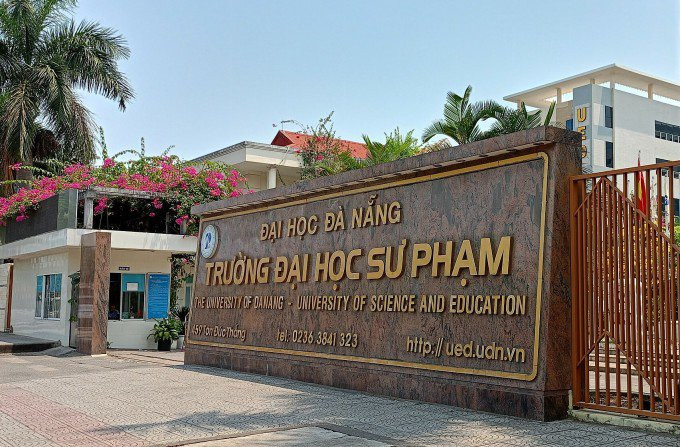 ĐẠI HỌC ĐÀ NẴNG
TRƯỜNG ĐẠI HỌC SƯ PHẠM
THE UNIVERSITY OF DANANG - UNIVERSITY OF SCIENCE AND EDUCATION
459 Tôn Đức Thắng tel: 0236 3841 323 http://ued.udn.vn
UED